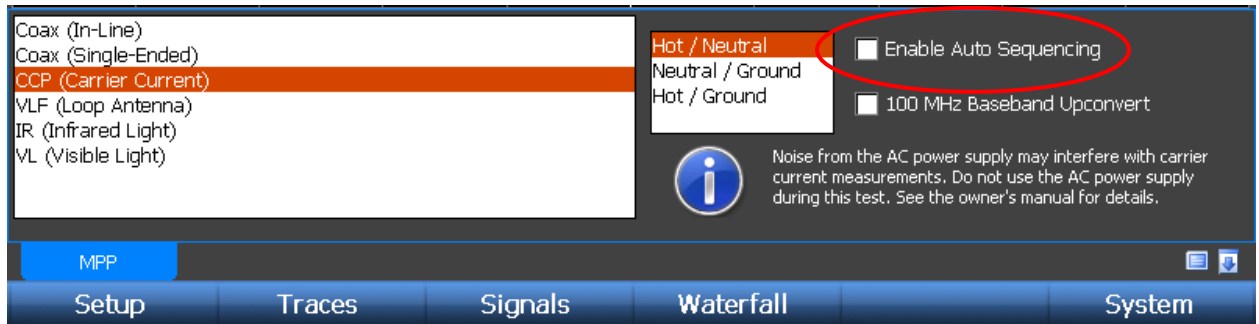 Coax (In-Line)
Coax (Single-Ended)
CCP (Carrier Current)
VLF (Loop Antenna)
IR (Infrared Light)
VL (Visible Light)
Hot / Neutral
Neutral / Ground
Hot / Ground
Enable Auto Sequencing
100 MHz Baseband Upconvert
Noise from the AC power supply may interfere with carrier
current measurements. Do not use the AC power supply
during this test. See the owner's manual for details.
MPP
Setup
Traces
Signals
Waterfall
System